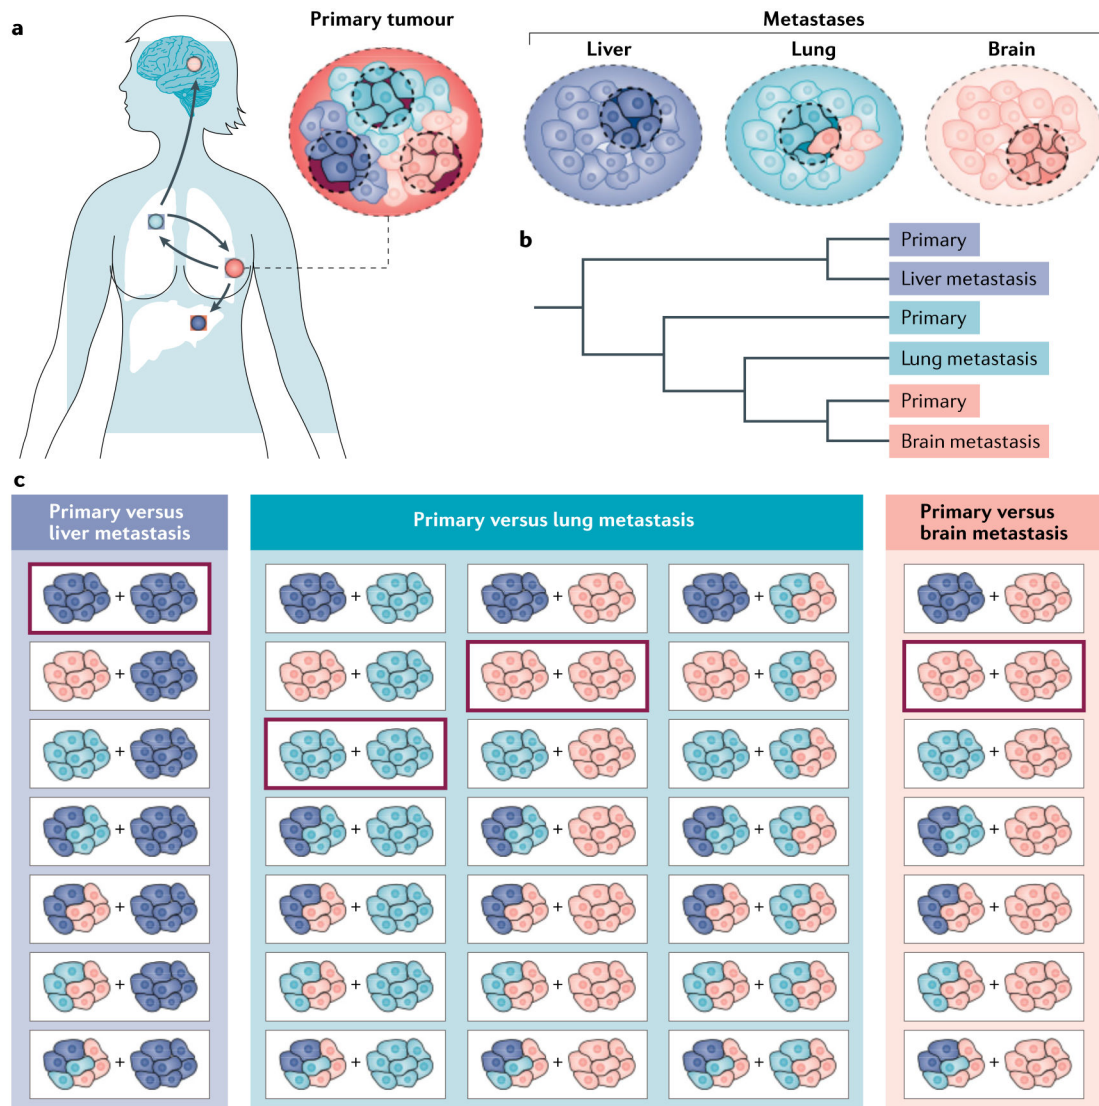 a
Primary tumour
Metastases
Liver
Lung
Brain
b
Primary
Liver metastasis
Primary
Lung metastasis
Primary
Brain metastasis
c
Primary versus
liver metastasis
Primary versus lung metastasis
Primary versus
brain metastasis
+ + + + +
+ + + + +
+ + + + +
+ + + + +
+ + + + +
+ + + + +
+ + + + +